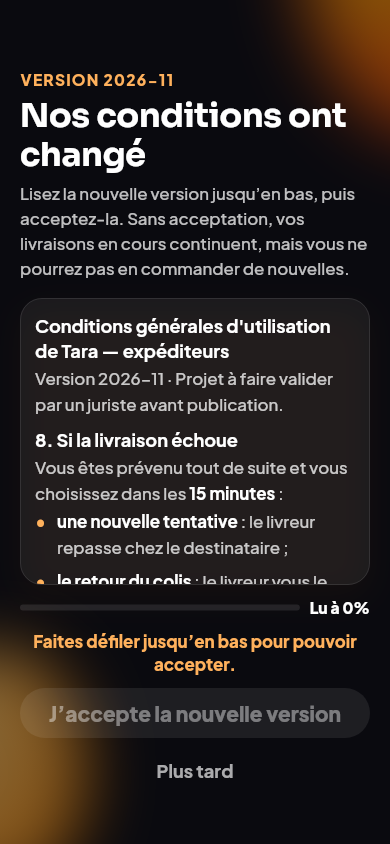 VERSION 2026-11
Nos conditions ont
changé
Lisez la nouvelle version jusqu’en bas, puis
acceptez-la. Sans acceptation, vos
livraisons en cours continuent, mais vous ne
pourrez pas en commander de nouvelles.
Conditions générales d'utilisation
de Tara — expéditeurs
Version 2026-11 · Projet à faire valider
par un juriste avant publication.
8. Si la livraison échoue
Vous êtes prévenu tout de suite et vous
choisissez dans les 15 minutes :
une nouvelle tentative : le livreur
repasse chez le destinataire ;
le retour du colis : le livreur vous le
Lu à 0%
Faites défiler jusqu’en bas pour pouvoir
accepter.
J’accepte la nouvelle version
Plus tard